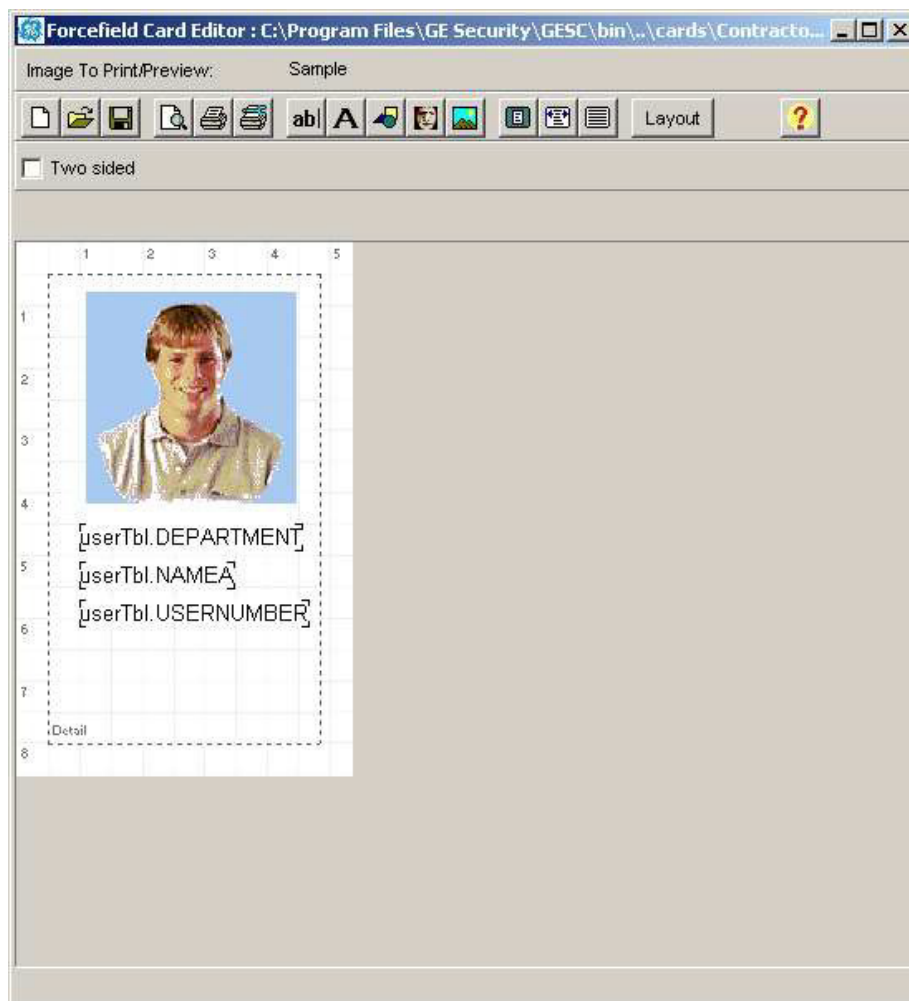 Forcefield Card Editor : C:\Program Files\GE Security\GESC\bin\..\cards\Contracto...
Image To Print/Preview: Sample
ab| A Layout ?
Two sided
1 2 3 4 5
1
2
3
4
userTbl.DEPARTMENT
5
userTbl.NAMEA
userTbl.USERNUMBER
6
7
Detail
8